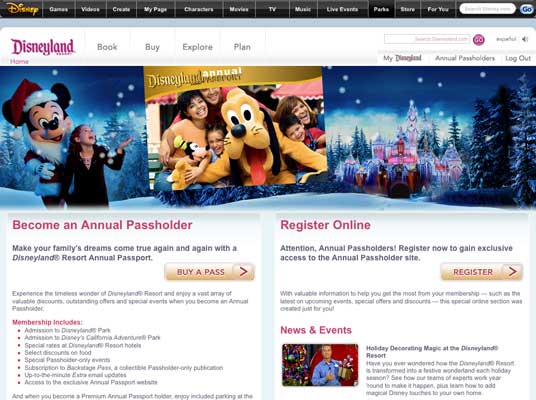 Disney Games Videos Create My Page Characters Movies TV Music Live Events Parks Store For You Search Disney.com Go
Disneyland
RESORT
Book Buy Explore Plan
Search Disneyland.com GO español
My Disneyland Annual Passholders Log Out
Home
Disneyland annual
PASSPORT
Become an Annual Passholder
Make your family's dreams come true again and again with a
Disneyland® Resort Annual Passport.
BUY A PASS >
Experience the timeless wonder of Disneyland® Resort and enjoy a vast array of
valuable discounts, outstanding offers and special events when you become an Annual
Passholder.
Membership Includes:
Admission to Disneyland® Park
Admission to Disney's California Adventure® Park
Special rates at Disneyland® Resort hotels
Select discounts on food
Special Passholder-only events
Subscription to Backstage Pass, a collectible Passholder-only publication
Up-to-the-minute Extra email updates
Access to the exclusive Annual Passport website
And when you become a Premium Annual Passport holder, enjoy included parking at the
Register Online
Attention, Annual Passholders! Register now to gain exclusive
access to the Annual Passholder site.
REGISTER >
With valuable information to help you get the most from your membership — such as the
latest on upcoming events, special offers and discounts — this special online section was
created just for you!
News & Events
Holiday Decorating Magic at the Disneyland®
Resort
Have you ever wondered how the Disneyland® Resort
is transformed into a festive wonderland each holiday
season? See how our teams of experts work year
'round to make it happen, plus learn how to add
magical Disney touches to your own home.